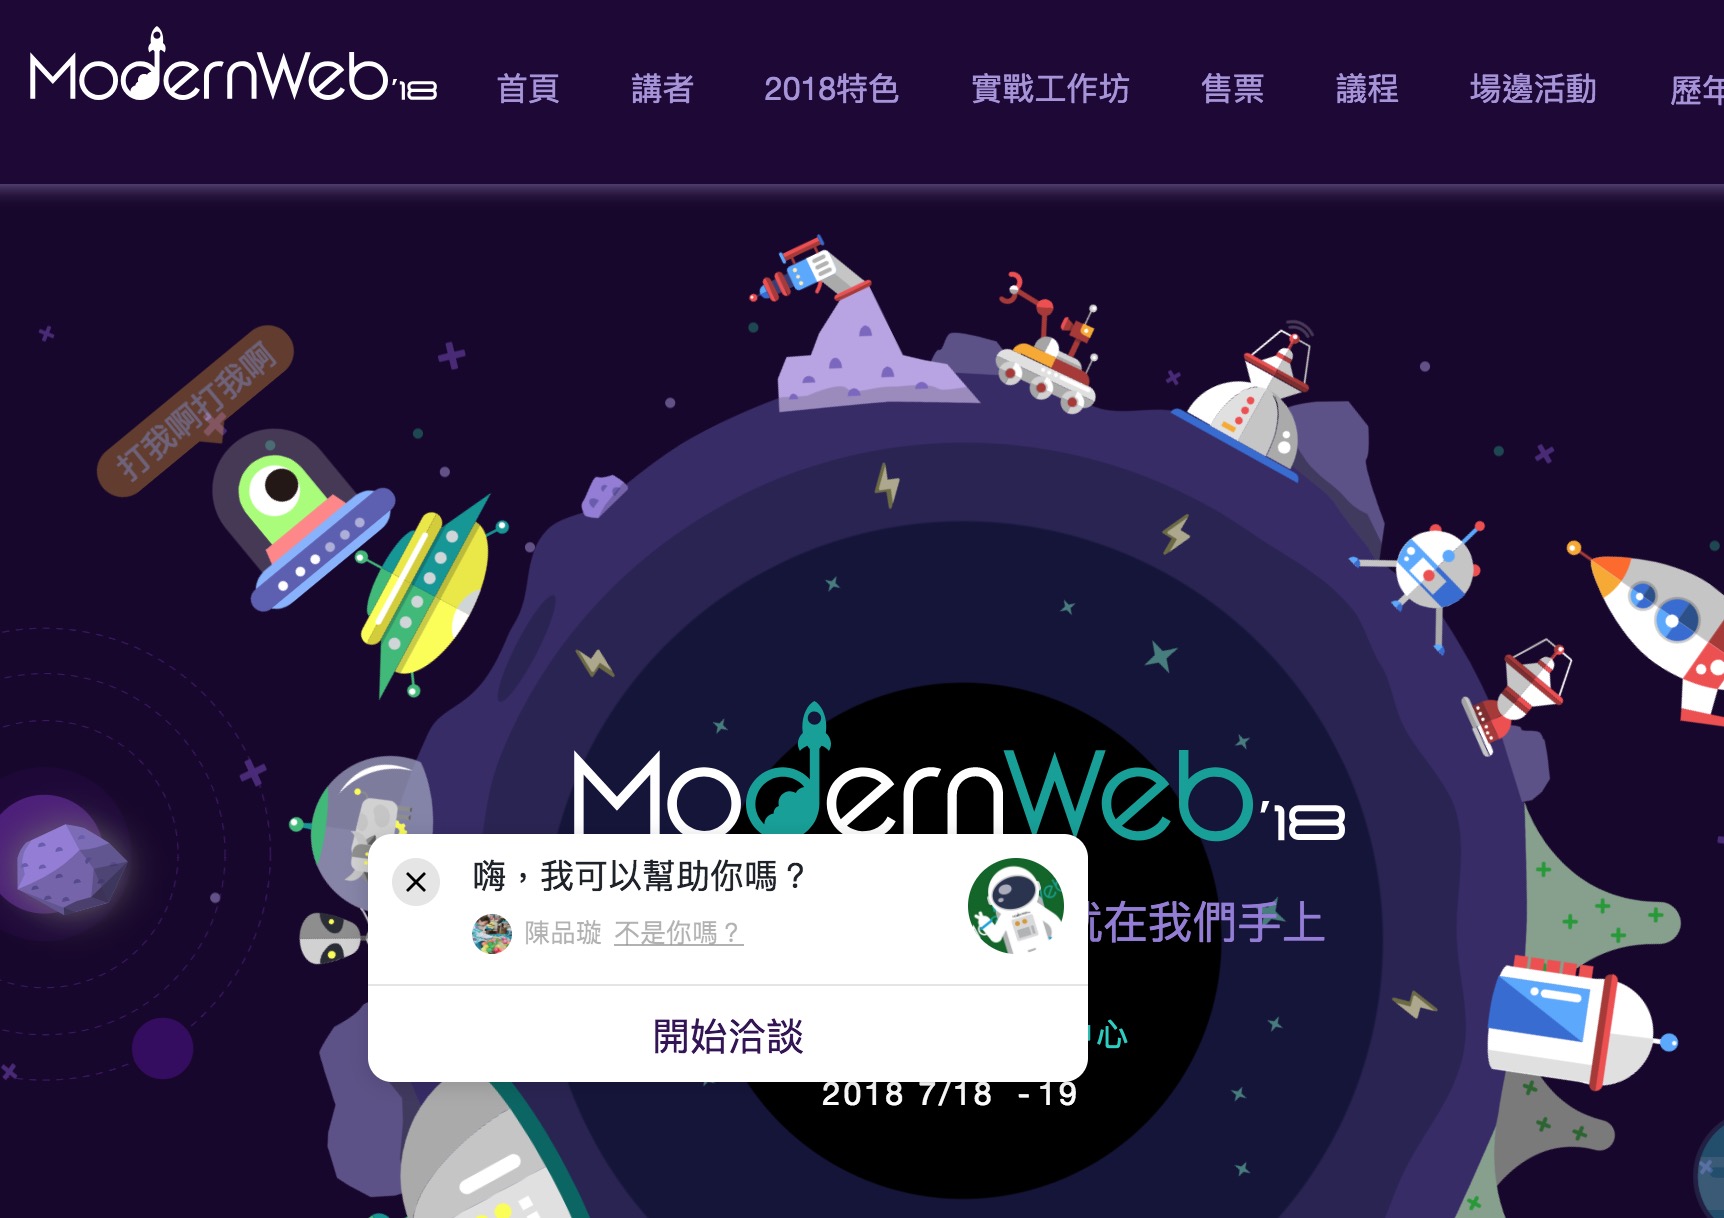 ModernWeb'18
首頁 講者 2018特色 實戰工作坊 售票 議程 場邊活動 歷年
打我啊打我啊
ModernWeb'18
嗨，我可以幫助你嗎？
陳品璇 不是你嗎？
就在我們手上
開始洽談
心
2018 7/18 -19